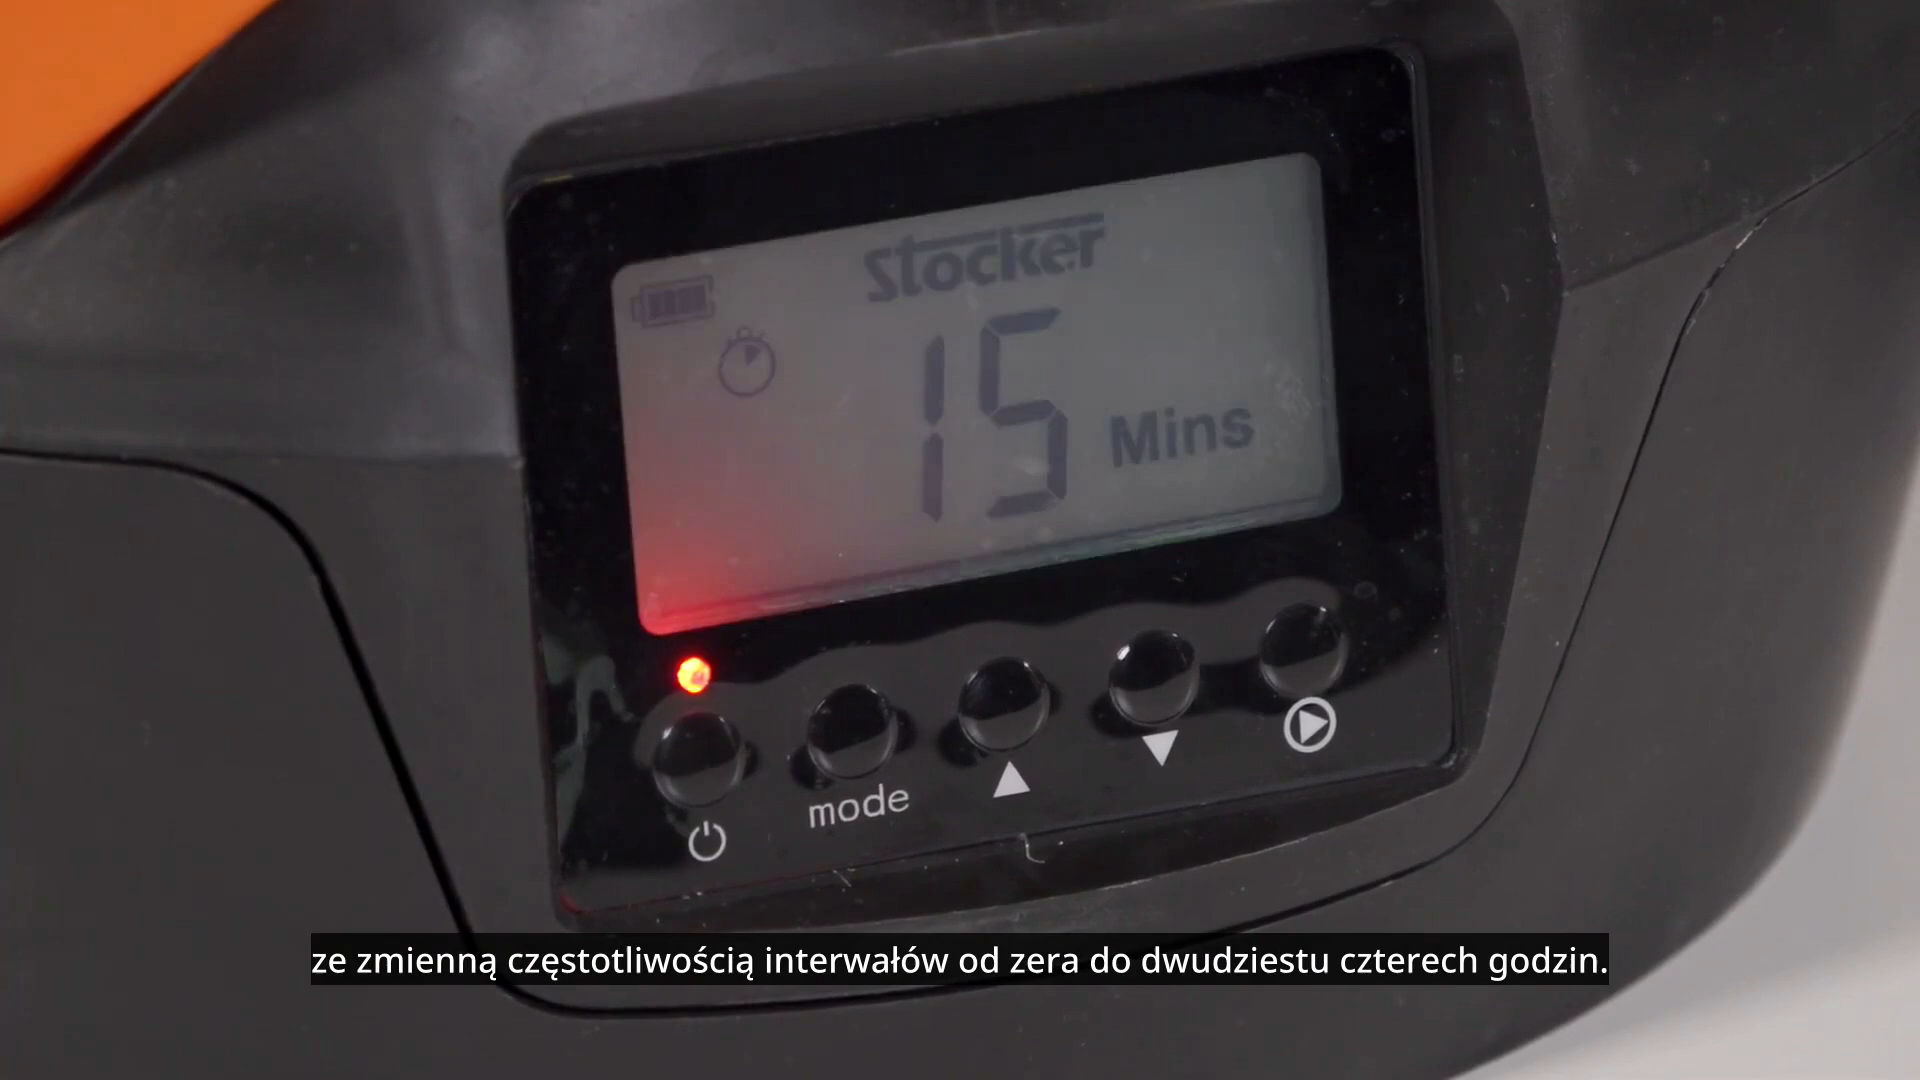 Stocker
15 Mins
mode
ze zmienną częstotliwością interwałów od zera do dwudziestu czterech godzin.